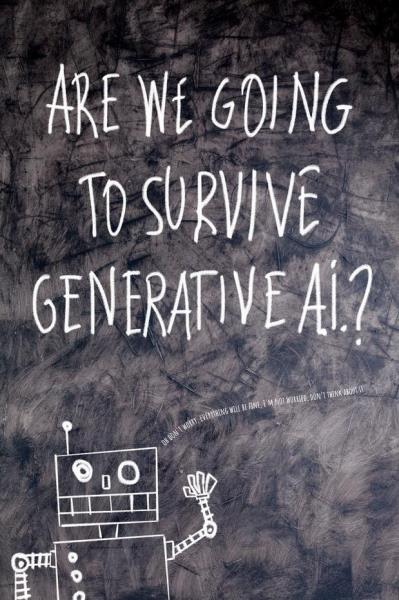 ARE WE GOING
TO SURVIVE
GENERATIVE A.i.?
OH DON'T WORRY, EVERYTHING WILL BE FINE, I'M NOT WORRIED, DON'T THINK ABOUT IT